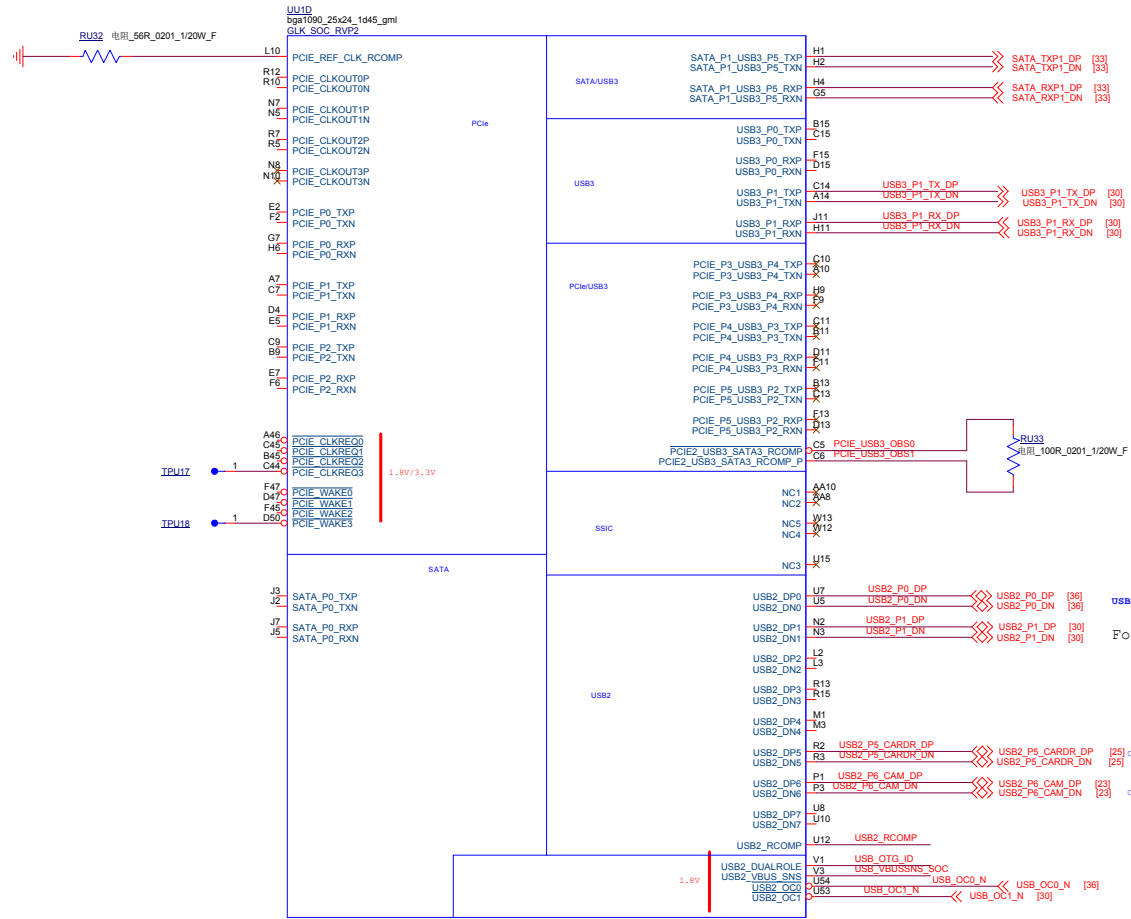 UU1D
bga1090_25x24_1d45_gml
GLK_SOC_RVP2
RU32 电阻_56R_0201_1/20W_F
L10 PCIE_REF_CLK_RCOMP
R12 PCIE_CLKOUT0P
R10 PCIE_CLKOUT0N
N7 PCIE_CLKOUT1P
N5 PCIE_CLKOUT1N
R7 PCIE_CLKOUT2P
R5 PCIE_CLKOUT2N
N8 PCIE_CLKOUT3P
N10 PCIE_CLKOUT3N
PCIe
E2 PCIE_P0_TXP
F2 PCIE_P0_TXN
G7 PCIE_P0_RXP
H6 PCIE_P0_RXN
A7 PCIE_P1_TXP
C7 PCIE_P1_TXN
D4 PCIE_P1_RXP
E5 PCIE_P1_RXN
C9 PCIE_P2_TXP
B9 PCIE_P2_TXN
E7 PCIE_P2_RXP
F6 PCIE_P2_RXN
A46 PCIE_CLKREQ0
C45 PCIE_CLKREQ1
B45 PCIE_CLKREQ2
TPU17 1 C44 PCIE_CLKREQ3
1.8V/3.3V
F47 PCIE_WAKE0
D47 PCIE_WAKE1
F45 PCIE_WAKE2
TPU18 1 D50 PCIE_WAKE3
SATA
J3 SATA_P0_TXP
J2 SATA_P0_TXN
J7 SATA_P0_RXP
J5 SATA_P0_RXN
SATA/USB3
SATA_P1_USB3_P5_TXP H1 SATA_TXP1_DP [33]
SATA_P1_USB3_P5_TXN H2 SATA_TXP1_DN [33]
SATA_P1_USB3_P5_RXP H4 SATA_RXP1_DP [33]
SATA_P1_USB3_P5_RXN G5 SATA_RXP1_DN [33]
USB3
USB3_P0_TXP B15
USB3_P0_TXN C15
USB3_P0_RXP F15
USB3_P0_RXN D15
USB3_P1_TXP C14 USB3_P1_TX_DP USB3_P1_TX_DP [30]
USB3_P1_TXN A14 USB3_P1_TX_DN USB3_P1_TX_DN [30]
USB3_P1_RXP J11 USB3_P1_RX_DP USB3_P1_RX_DP [30]
USB3_P1_RXN H11 USB3_P1_RX_DN USB3_P1_RX_DN [30]
PCIe/USB3
PCIE_P3_USB3_P4_TXP C10
PCIE_P3_USB3_P4_TXN A10
PCIE_P3_USB3_P4_RXP H9
PCIE_P3_USB3_P4_RXN F9
PCIE_P4_USB3_P3_TXP C11
PCIE_P4_USB3_P3_TXN B11
PCIE_P4_USB3_P3_RXP D11
PCIE_P4_USB3_P3_RXN F11
PCIE_P5_USB3_P2_TXP B13
PCIE_P5_USB3_P2_TXN C13
PCIE_P5_USB3_P2_RXP F13
PCIE_P5_USB3_P2_RXN D13
PCIE2_USB3_SATA3_RCOMP C5 PCIE_USB3_OBS0
PCIE2_USB3_SATA3_RCOMP_P C6 PCIE_USB3_OBS1
RU33
电阻_100R_0201_1/20W_F
SSIC
NC1 AA10
NC2 AA8
NC5 W13
NC4 W12
NC3 U15
USB2
USB2_DP0 U7 USB2_P0_DP USB2_P0_DP [36] USB
USB2_DN0 U5 USB2_P0_DN USB2_P0_DN [36]
USB2_DP1 N2 USB2_P1_DP USB2_P1_DP [30]
USB2_DN1 N3 USB2_P1_DN USB2_P1_DN [30] Fo
USB2_DP2 L2
USB2_DN2 L3
USB2_DP3 R13
USB2_DN3 R15
USB2_DP4 M1
USB2_DN4 M3
USB2_DP5 R2 USB2_P5_CARDR_DP USB2_P5_CARDR_DP [25] c
USB2_DN5 R3 USB2_P5_CARDR_DN USB2_P5_CARDR_DN [25]
USB2_DP6 P1 USB2_P6_CAM_DP USB2_P6_CAM_DP [23]
USB2_DN6 P3 USB2_P6_CAM_DN USB2_P6_CAM_DN [23] c
USB2_DP7 U8
USB2_DN7 U10
USB2_RCOMP U12 USB2_RCOMP
1.8V
USB2_DUALROLE V1 USB_OTG_ID
USB2_VBUS_SNS V3 USB_VBUSSNS_SOC
USB2_OC0 U54 USB_OC0_N USB_OC0_N [36]
USB2_OC1 U53 USB_OC1_N USB_OC1_N [30]